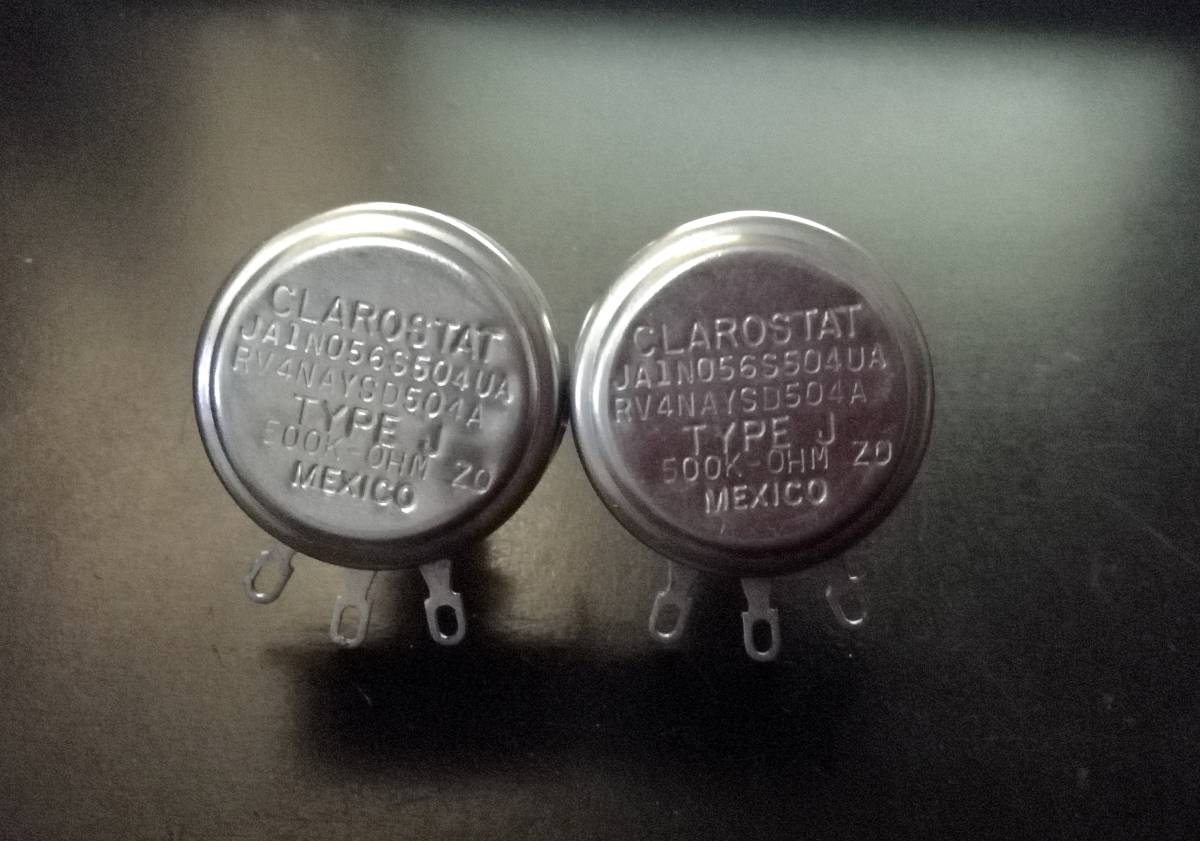 CLAROSTAT
JA1N056S504UA
RV4NAYSD504A
TYPE J
500K-OHM ZO
MEXICO
CLAROSTAT
JA1N056S504UA
RV4NAYSD504A
TYPE J
500K-OHM ZO
MEXICO